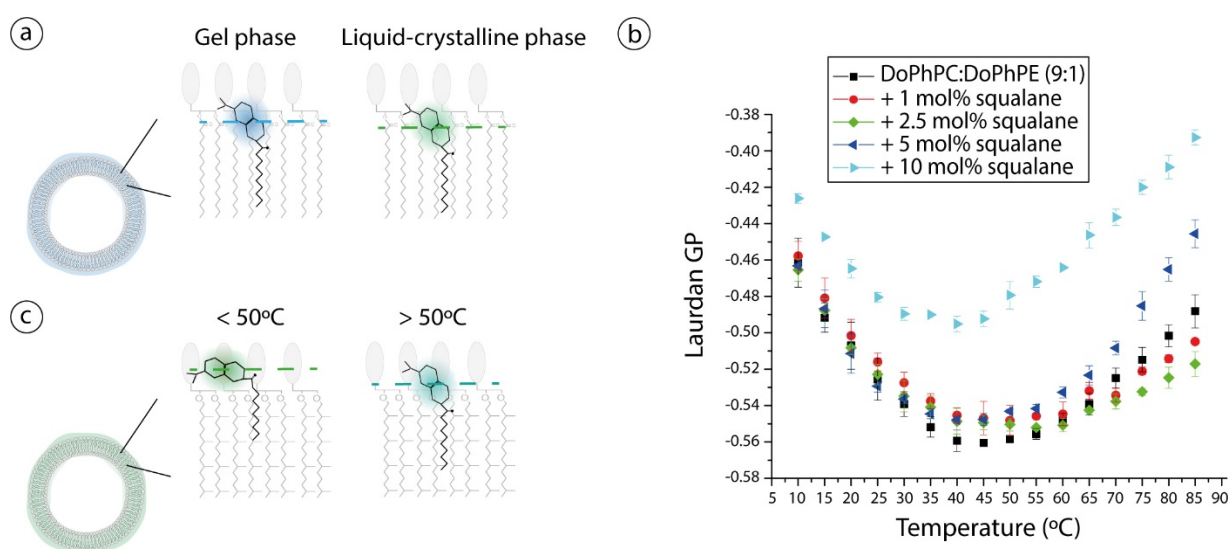 a
Gel phase
Liquid-crystalline phase
b
DoPhPC:DoPhPE (9:1)
+ 1 mol% squalane
+ 2.5 mol% squalane
+ 5 mol% squalane
+ 10 mol% squalane
-0.38
-0.40
-0.42
-0.44
-0.46
-0.48
-0.50
-0.52
-0.54
-0.56
-0.58
Laurdan GP
5 10 15 20 25 30 35 40 45 50 55 60 65 70 75 80 85 90
Temperature (ºC)
c
< 50ºC
> 50ºC